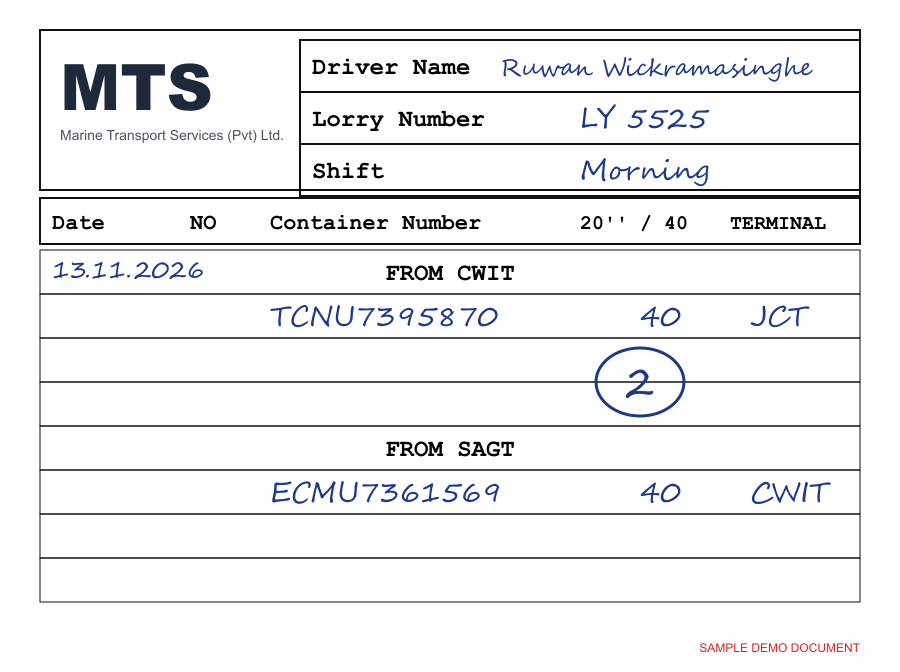 MTS
Marine Transport Services (Pvt) Ltd.
Driver Name Ruwan Wickramasinghe
Lorry Number LY 5525
Shift Morning
Date NO Container Number 20'' / 40 TERMINAL
13.11.2026 FROM CWIT
TCNU7395870 40 JCT
2
FROM SAGT
ECMU7361569 40 CWIT
SAMPLE DEMO DOCUMENT